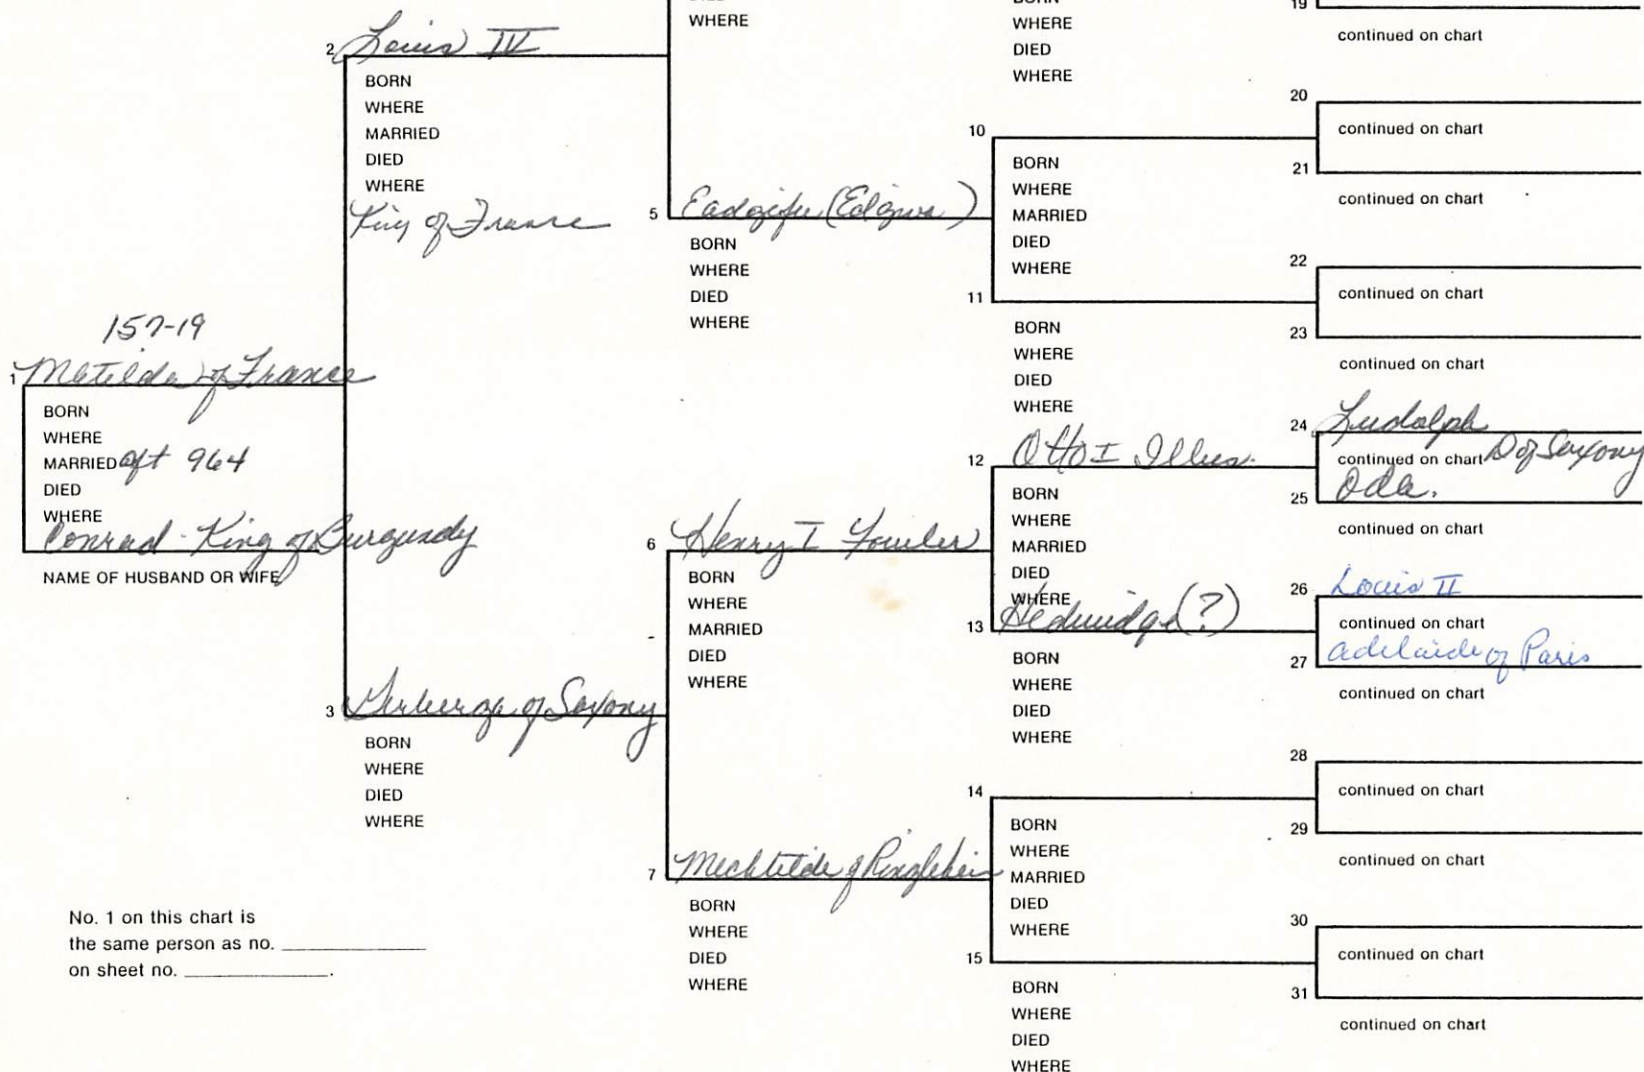 DIED
WHERE
2 Louis IV
BORN
WHERE
MARRIED
DIED
WHERE
King of France
5 Eadgifu (Edgiva)
BORN
WHERE
DIED
WHERE
157-19
1 Matilda of France
BORN
WHERE
MARRIED aft 964
DIED
WHERE
Conrad - King of Burgundy
NAME OF HUSBAND OR WIFE
3 Gerberga of Saxony
BORN
WHERE
DIED
WHERE
6 Henry I Fowler
BORN
WHERE
MARRIED
DIED
WHERE
7 Mechtilde of Ringleheim
BORN
WHERE
DIED
WHERE
BORN
WHERE
DIED
WHERE
10
BORN
WHERE
MARRIED
DIED
WHERE
11
BORN
WHERE
DIED
WHERE
12 Otto I Illus.
BORN
WHERE
MARRIED
DIED
WHERE
13 Hedwidge (?)
BORN
WHERE
DIED
WHERE
14
BORN
WHERE
MARRIED
DIED
WHERE
15
BORN
WHERE
DIED
WHERE
19
continued on chart
20
continued on chart
21
continued on chart
22
continued on chart
23
continued on chart
24 Ludolph
continued on chart D of Saxony
25 Oda.
continued on chart
26 Louis II
continued on chart
27 Adelaide of Paris
continued on chart
28
continued on chart
29
continued on chart
30
continued on chart
31
continued on chart
No. 1 on this chart is
the same person as no.
on sheet no.